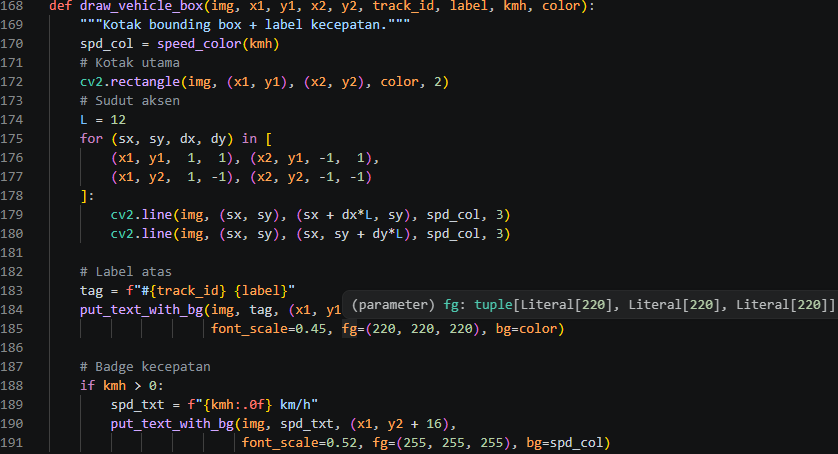 168 def draw_vehicle_box(img, x1, y1, x2, y2, track_id, label, kmh, color):
169 """Kotak bounding box + label kecepatan."""
170 spd_col = speed_color(kmh)
171 # Kotak utama
172 cv2.rectangle(img, (x1, y1), (x2, y2), color, 2)
173 # Sudut aksen
174 L = 12
175 for (sx, sy, dx, dy) in [
176 (x1, y1,  1,  1), (x2, y1, -1,  1),
177 (x1, y2,  1, -1), (x2, y2, -1, -1)
178 ]:
179 cv2.line(img, (sx, sy), (sx + dx*L, sy), spd_col, 3)
180 cv2.line(img, (sx, sy), (sx, sy + dy*L), spd_col, 3)
181
182 # Label atas
183 tag = f"#{track_id} {label}"
(parameter) fg: tuple[Literal[220], Literal[220], Literal[220]]
184 put_text_with_bg(img, tag, (x1, y1
185 font_scale=0.45, fg=(220, 220, 220), bg=color)
186
187 # Badge kecepatan
188 if kmh > 0:
189 spd_txt = f"{kmh:.0f} km/h"
190 put_text_with_bg(img, spd_txt, (x1, y2 + 16),
191 font_scale=0.52, fg=(255, 255, 255), bg=spd_col)